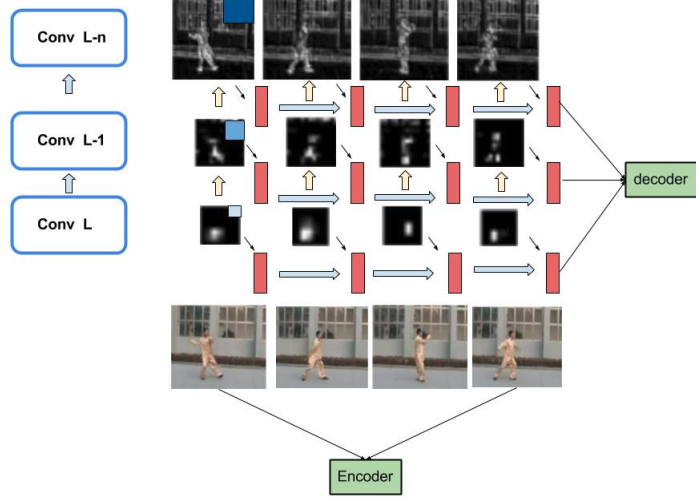 Conv L-n
Conv L-1
Conv L
decoder
Encoder